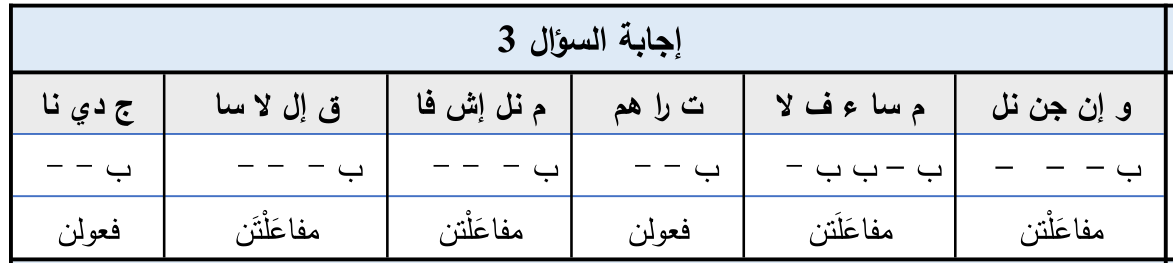 إجابة السؤال 3
و إن جن نل	م سا ء ف لا	ت را هم	م نل إش فا	ق إل لا سا	ج دي نا
ب – – –	ب – ب ب –	ب – –	ب – – –	ب – – –	ب – –
مفاعَلْتن	مفاعَلَتن	فعولن	مفاعَلْتن	مفاعَلْتَن	فعولن